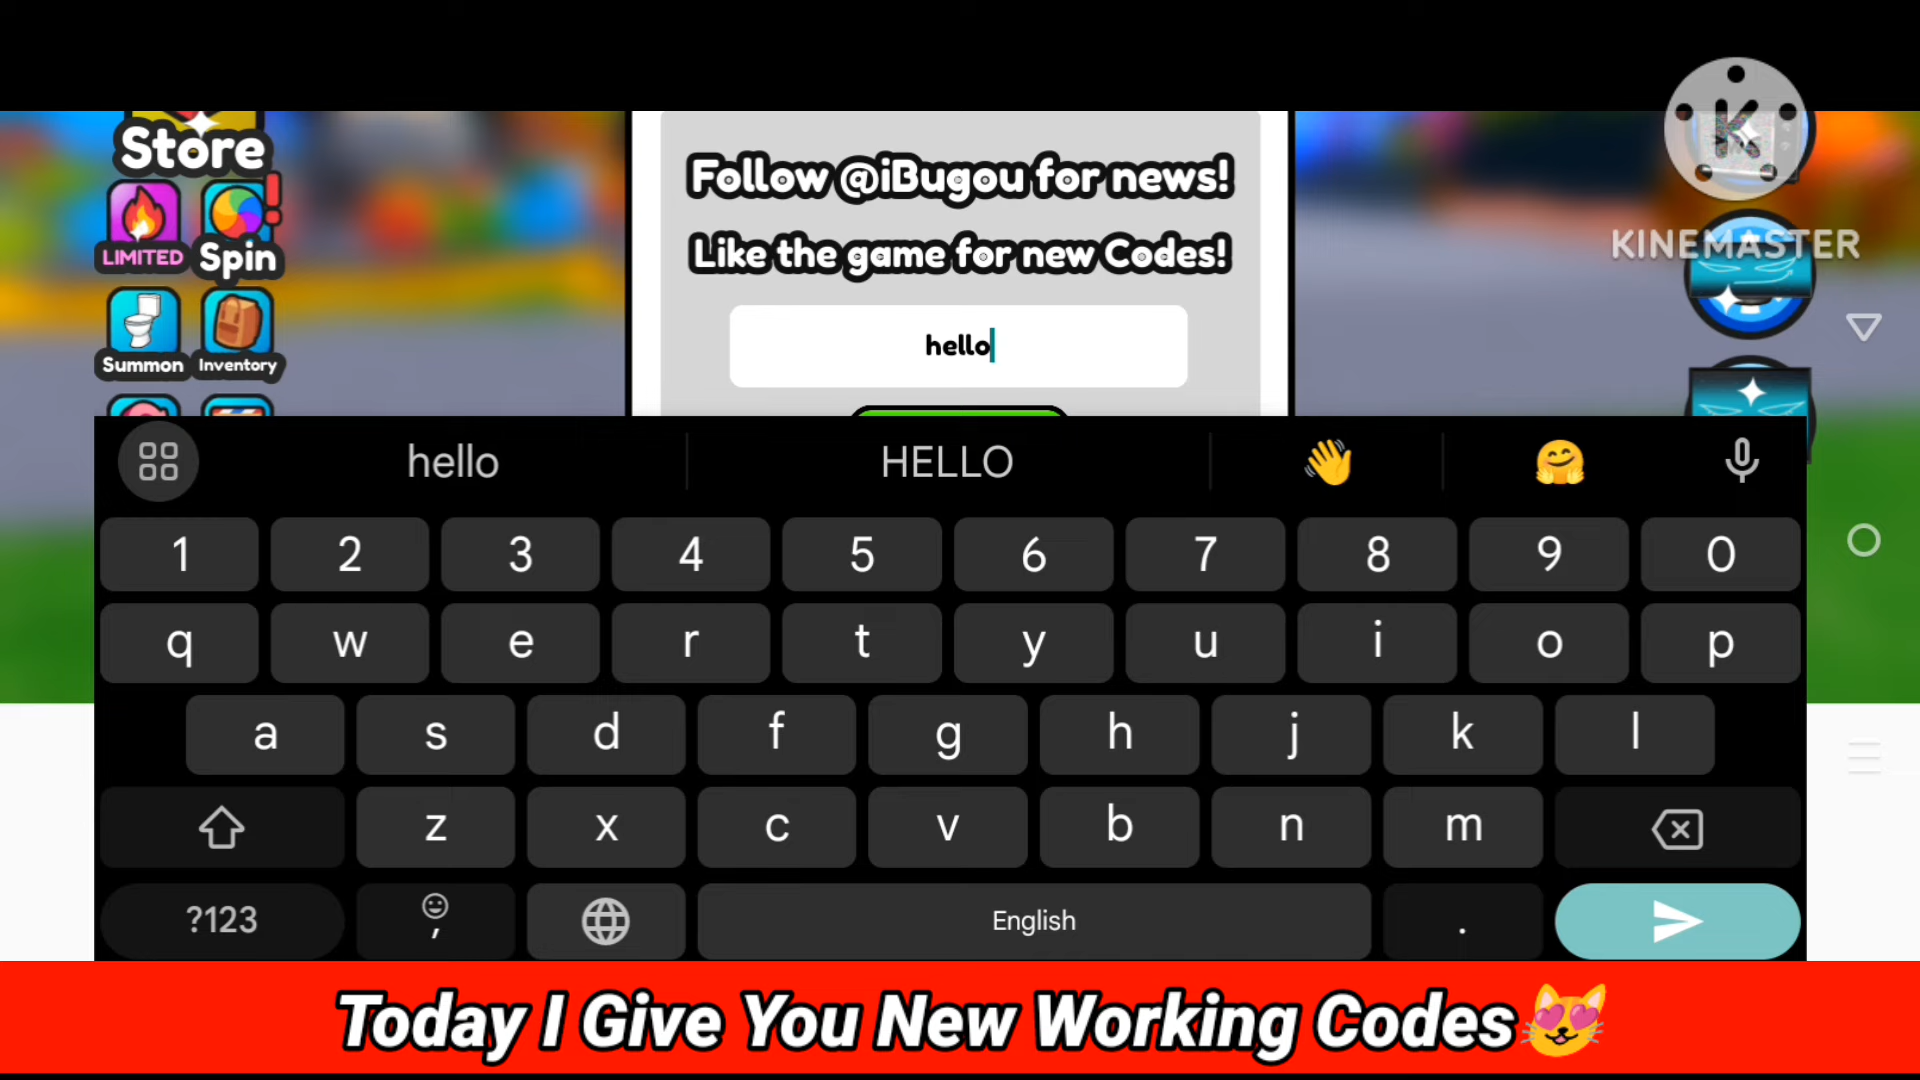 Store
LIMITED
Spin
Summon
Inventory
Follow @iBugou for news!
Like the game for new Codes!
hello
K
KINEMASTER
hello
HELLO
1 2 3 4 5 6 7 8 9 0
q w e r t y u i o p
a s d f g h j k l
z x c v b n m
?123
,
English
.
Today I Give You New Working Codes😻